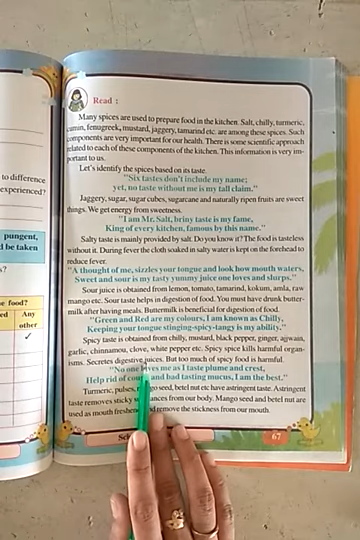 to difference
experienced?
pungent,
d be taken
s?
e food?
ed Any
other
✓
Read :
Many spices are used to prepare food in the kitchen. Salt, chilly, turmeric,
cumin, fenugreek, mustard, jaggery, tamarind etc. are among these spices. Such
components are very important for our health. There is some scientific approach
related to each of these components of the kitchen. This information is very im-
portant to us.
Let's identify the spices based on its taste.
"Six tastes don't include my name;
yet, no taste without me is my tall claim."
Jaggery, sugar, sugar cubes, sugarcane and naturally ripen fruits are sweet
things. We get energy from sweetness.
"I am Mr. Salt, briny taste is my fame,
King of every kitchen, famous by this name."
Salty taste is mainly provided by salt. Do you know it? The food is tasteless
without it. During fever the cloth soaked in salty water is kept on the forehead to
reduce fever.
"A thought of me, sizzles your tongue and look how mouth waters,
Sweet and sour is my tasty yummy juice one loves and slurps."
Sour juice is obtained from lemon, tomato, tamarind, kokum, amla, raw
mango etc. Sour taste helps in digestion of food. You must have drunk butter-
milk after having meals. Buttermilk is beneficial for digestion of food.
"Green and Red are my colours, I am known as Chilly,
Keeping your tongue stinging-spicy-tangy is my ability."
Spicy taste is obtained from chilly, mustard, black pepper, ginger, ajwain,
garlic, chinnamou, clove, white pepper etc. Spicy spice kills harmful organ-
isms. Secretes digestive juices. But too much of spicy food is harmful.
"No one loves me as I taste plume and crest,
Help rid of and bad tasting mucus, I am the best."
Turmeric, pulses, seed, betel nut etc have astringent taste. Astringent
taste removes sticky from our body. Mango seed and betel nut are
used as mouth and remove the stickness from our mouth.
67